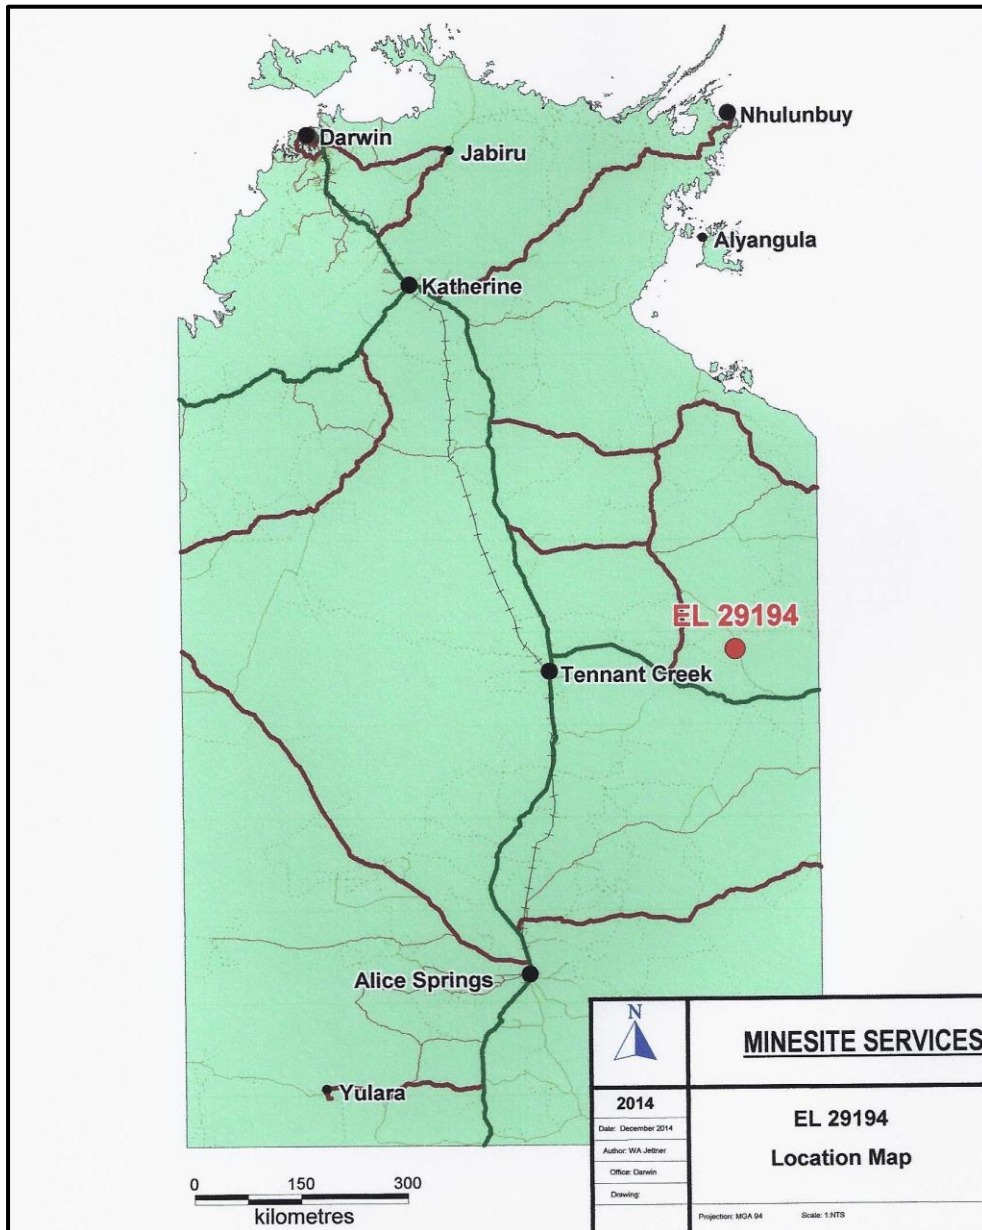 Nhulunbuy
Darwin
Jabiru
Alyangula
Katherine
EL 29194
Tennant Creek
Alice Springs
Yulara
0 150 300
kilometres
N
MINESITE SERVICES
2014
Date: December 2014
Author: WA Jettner
Office: Darwin
Drawing:
EL 29194
Location Map
Projection: MGA 94 Scale: 1:NTS